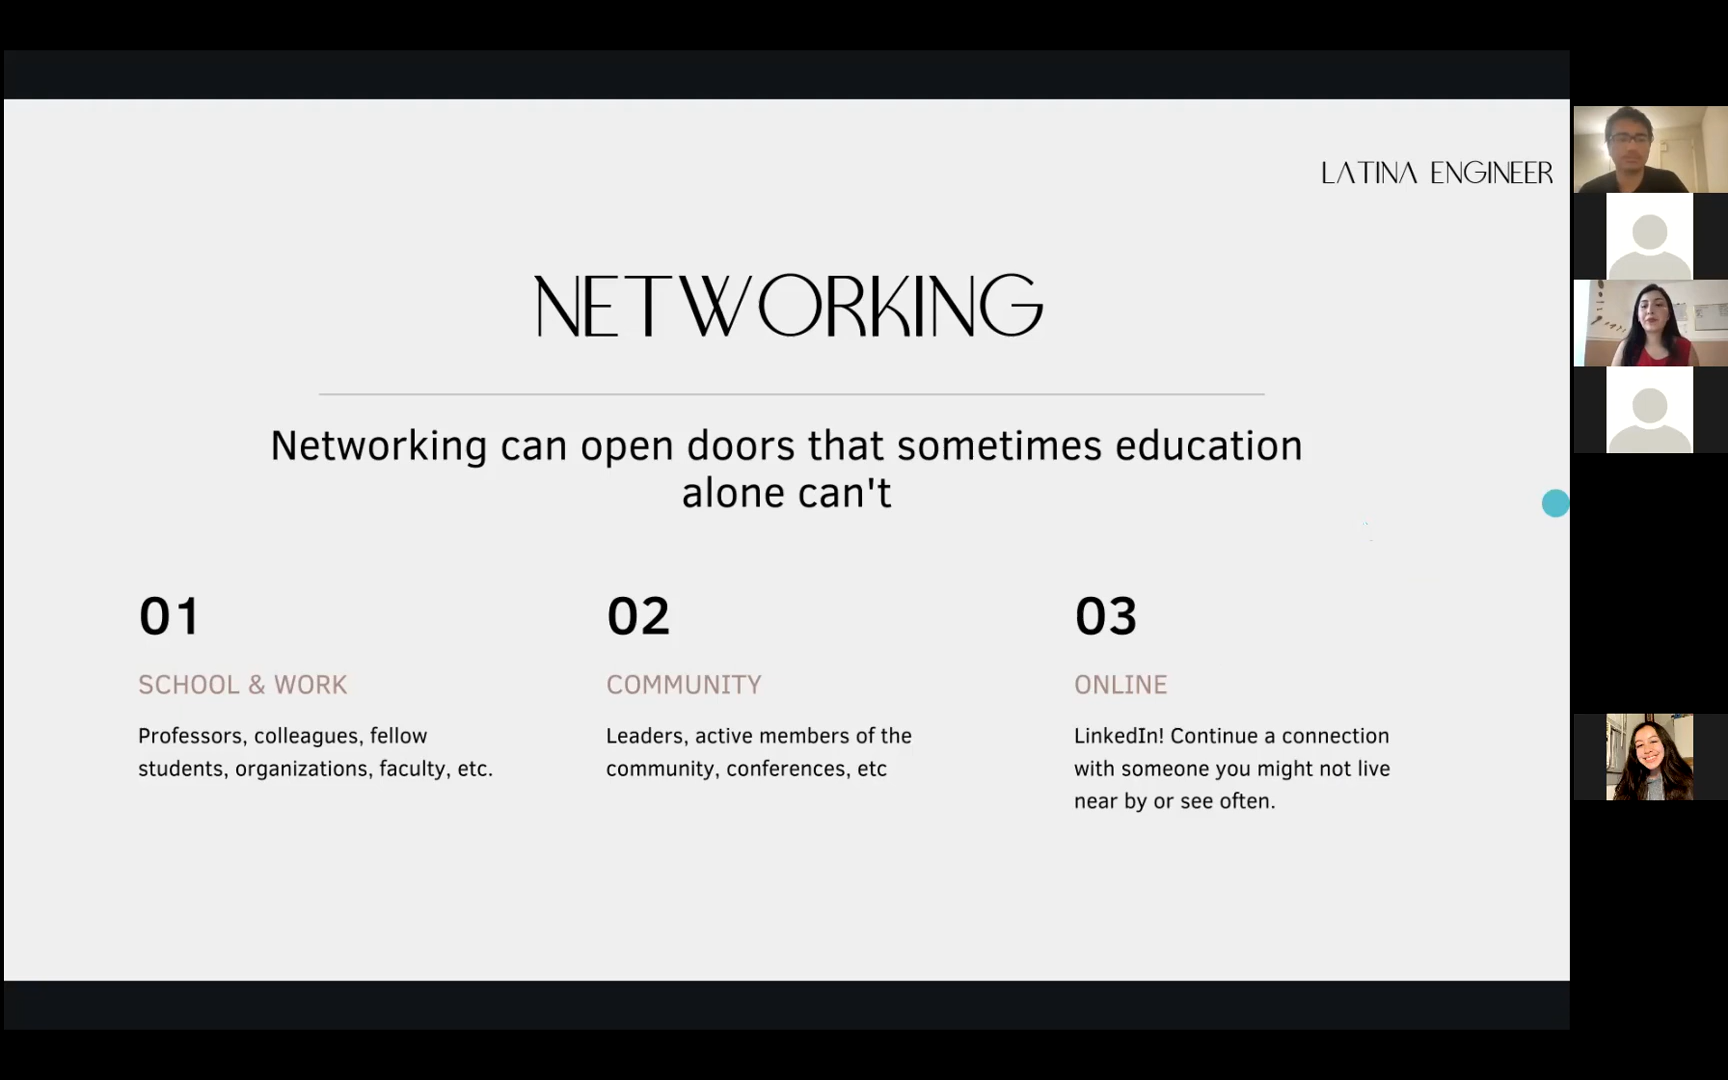 LATINA ENGINEER
NETWORKING
Networking can open doors that sometimes education
alone can't
01
SCHOOL & WORK
Professors, colleagues, fellow
students, organizations, faculty, etc.
02
COMMUNITY
Leaders, active members of the
community, conferences, etc
03
ONLINE
LinkedIn! Continue a connection
with someone you might not live
near by or see often.